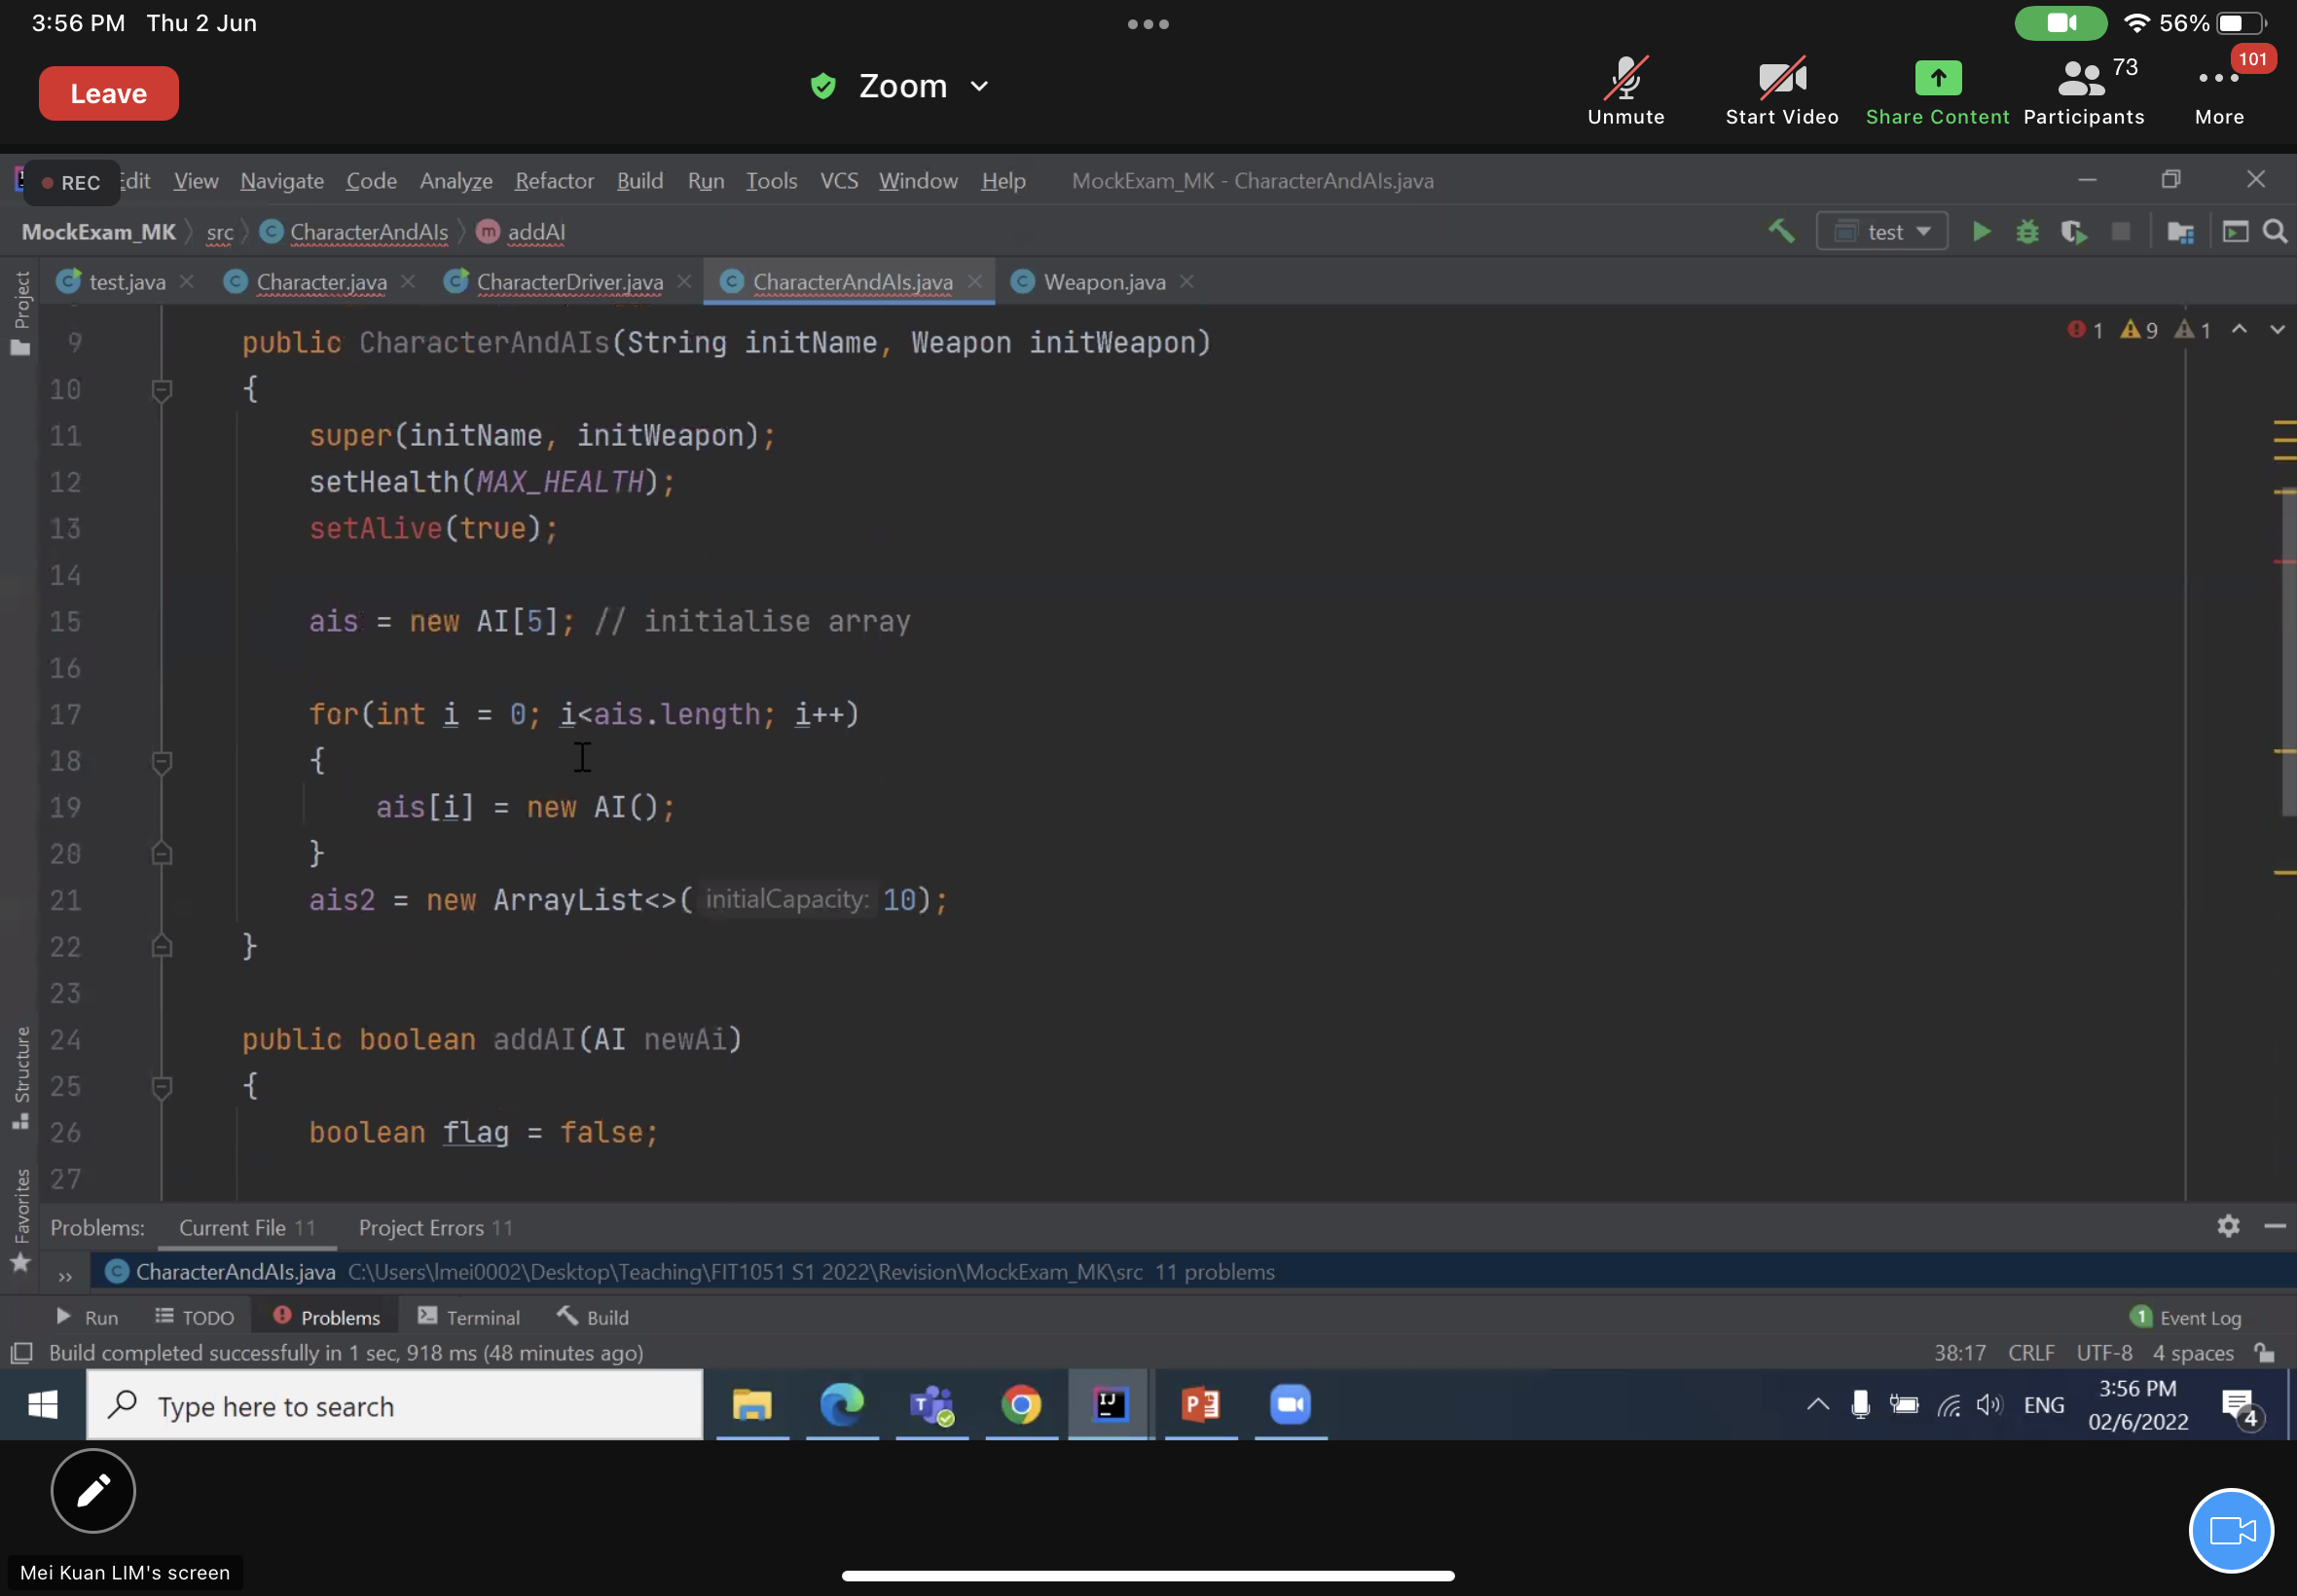 3:56 PM Thu 2 Jun
56%
Leave
Zoom
Unmute
Start Video
Share Content
Participants
73
More
101
REC
Edit View Navigate Code Analyze Refactor Build Run Tools VCS Window Help MockExam_MK - CharacterAndAIs.java
MockExam_MK src CharacterAndAIs m addAI
test
test.java Character.java CharacterDriver.java CharacterAndAIs.java Weapon.java
Project
1 9 1
9 public CharacterAndAIs(String initName, Weapon initWeapon)
10 {
11 super(initName, initWeapon);
12 setHealth(MAX_HEALTH);
13 setAlive(true);
14
15 ais = new AI[5]; // initialise array
16
17 for(int i = 0; i<ais.length; i++)
18 {
19 ais[i] = new AI();
20 }
21 ais2 = new ArrayList<>( initialCapacity: 10);
22 }
23
24 public boolean addAI(AI newAi)
25 {
26 boolean flag = false;
27
Structure
Favorites
Problems: Current File 11 Project Errors 11
CharacterAndAIs.java C:\Users\lmei0002\Desktop\Teaching\FIT1051 S1 2022\Revision\MockExam_MK\src 11 problems
Run TODO Problems Terminal Build
1 Event Log
Build completed successfully in 1 sec, 918 ms (48 minutes ago)
38:17 CRLF UTF-8 4 spaces
Type here to search
ENG
3:56 PM
02/6/2022
4
Mei Kuan LIM's screen